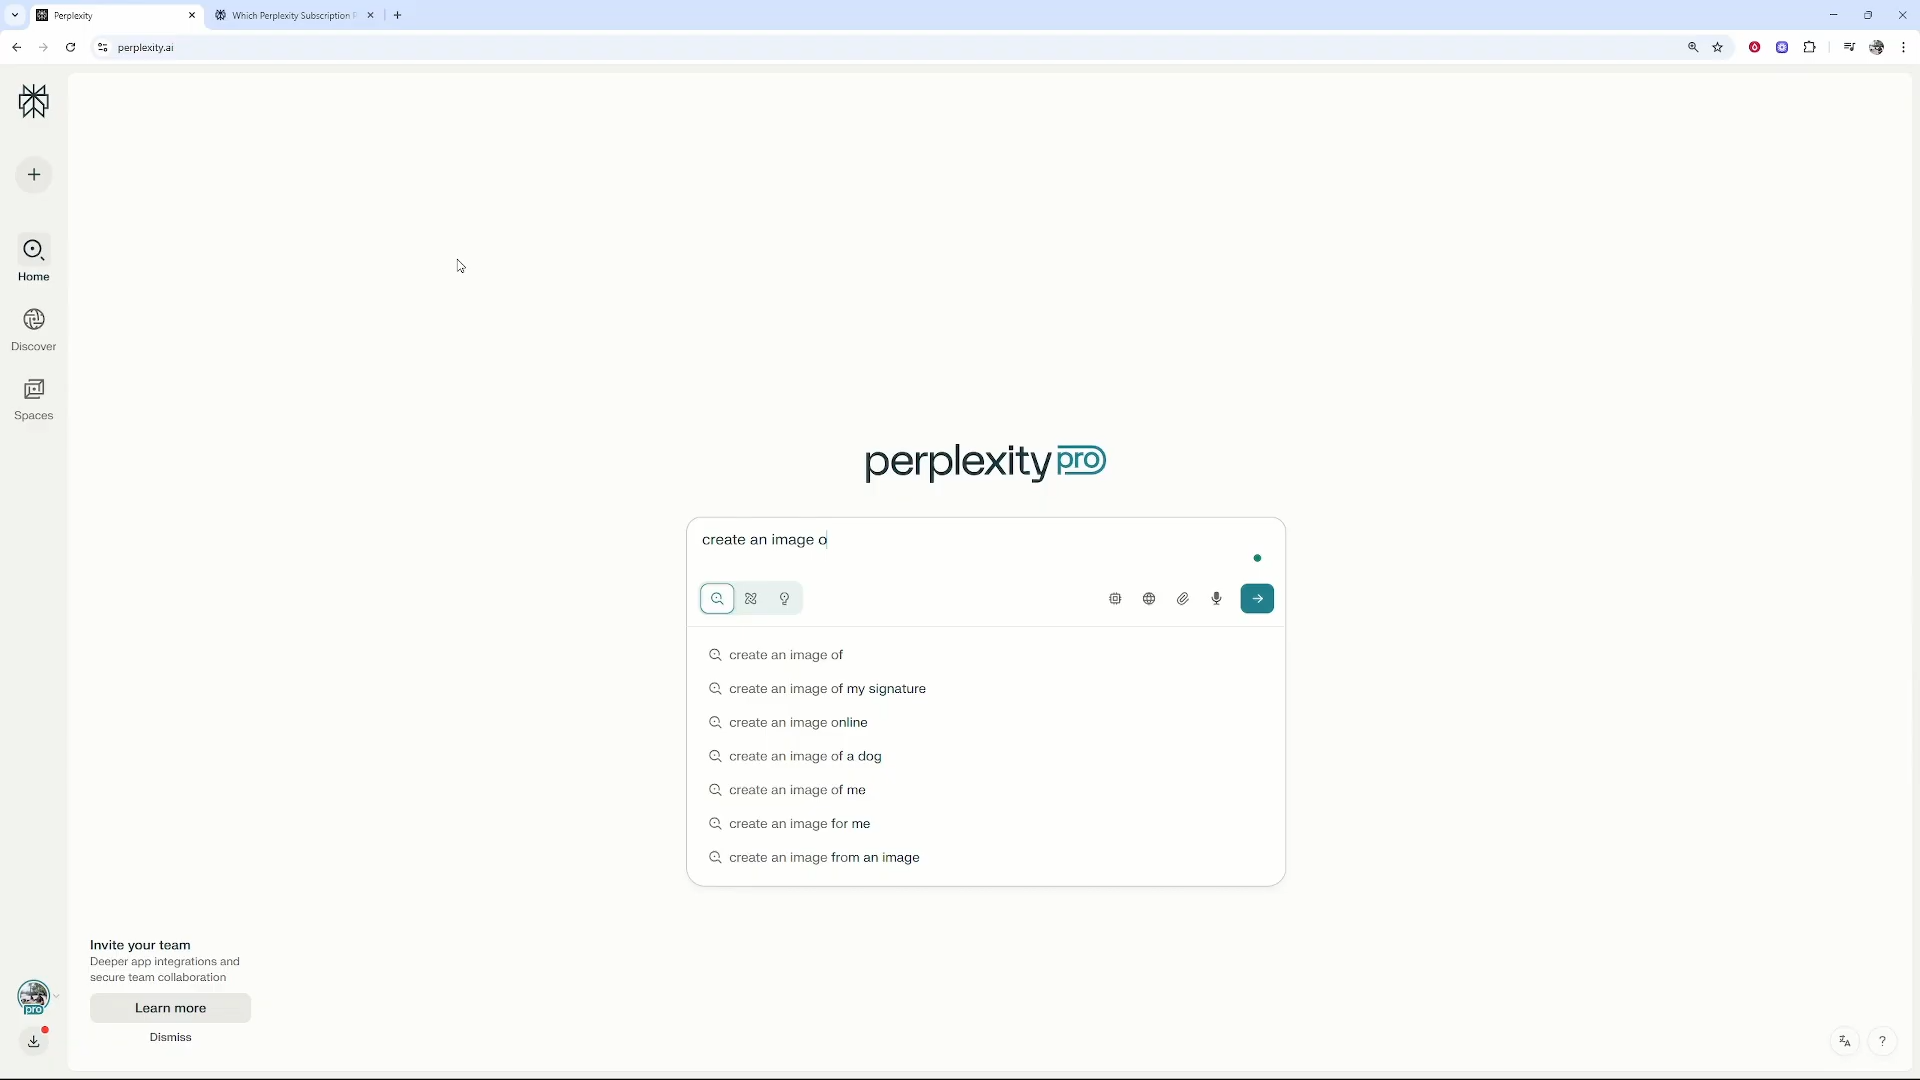 Perplexity
Which Perplexity Subscription
perplexity.ai
Home
Discover
Spaces
perplexity pro
create an image o
create an image of
create an image of my signature
create an image online
create an image of a dog
create an image of me
create an image for me
create an image from an image
Invite your team
Deeper app integrations and
secure team collaboration
Learn more
Dismiss
pro
?